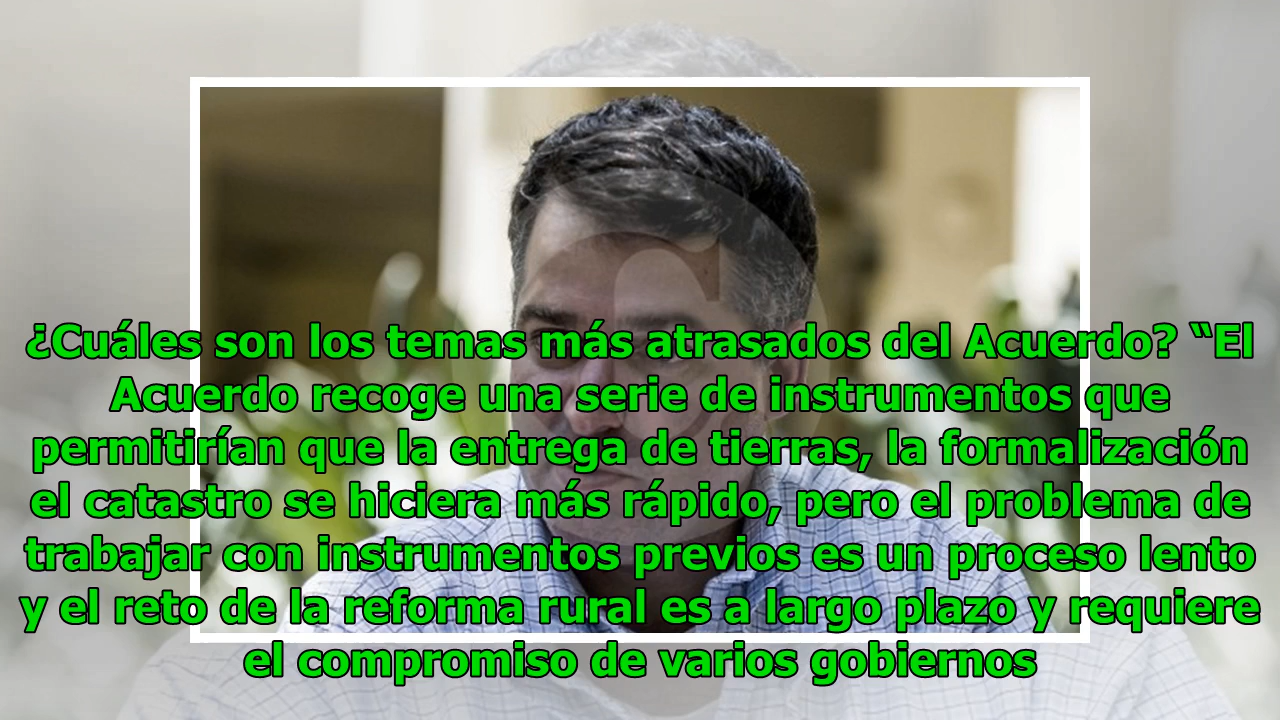 ¿Cuáles son los temas más atrasados del Acuerdo? “El
Acuerdo recoge una serie de instrumentos que
permitirían que la entrega de tierras, la formalización
el catastro se hiciera más rápido, pero el problema de
trabajar con instrumentos previos es un proceso lento
y el reto de la reforma rural es a largo plazo y requiere
el compromiso de varios gobiernos